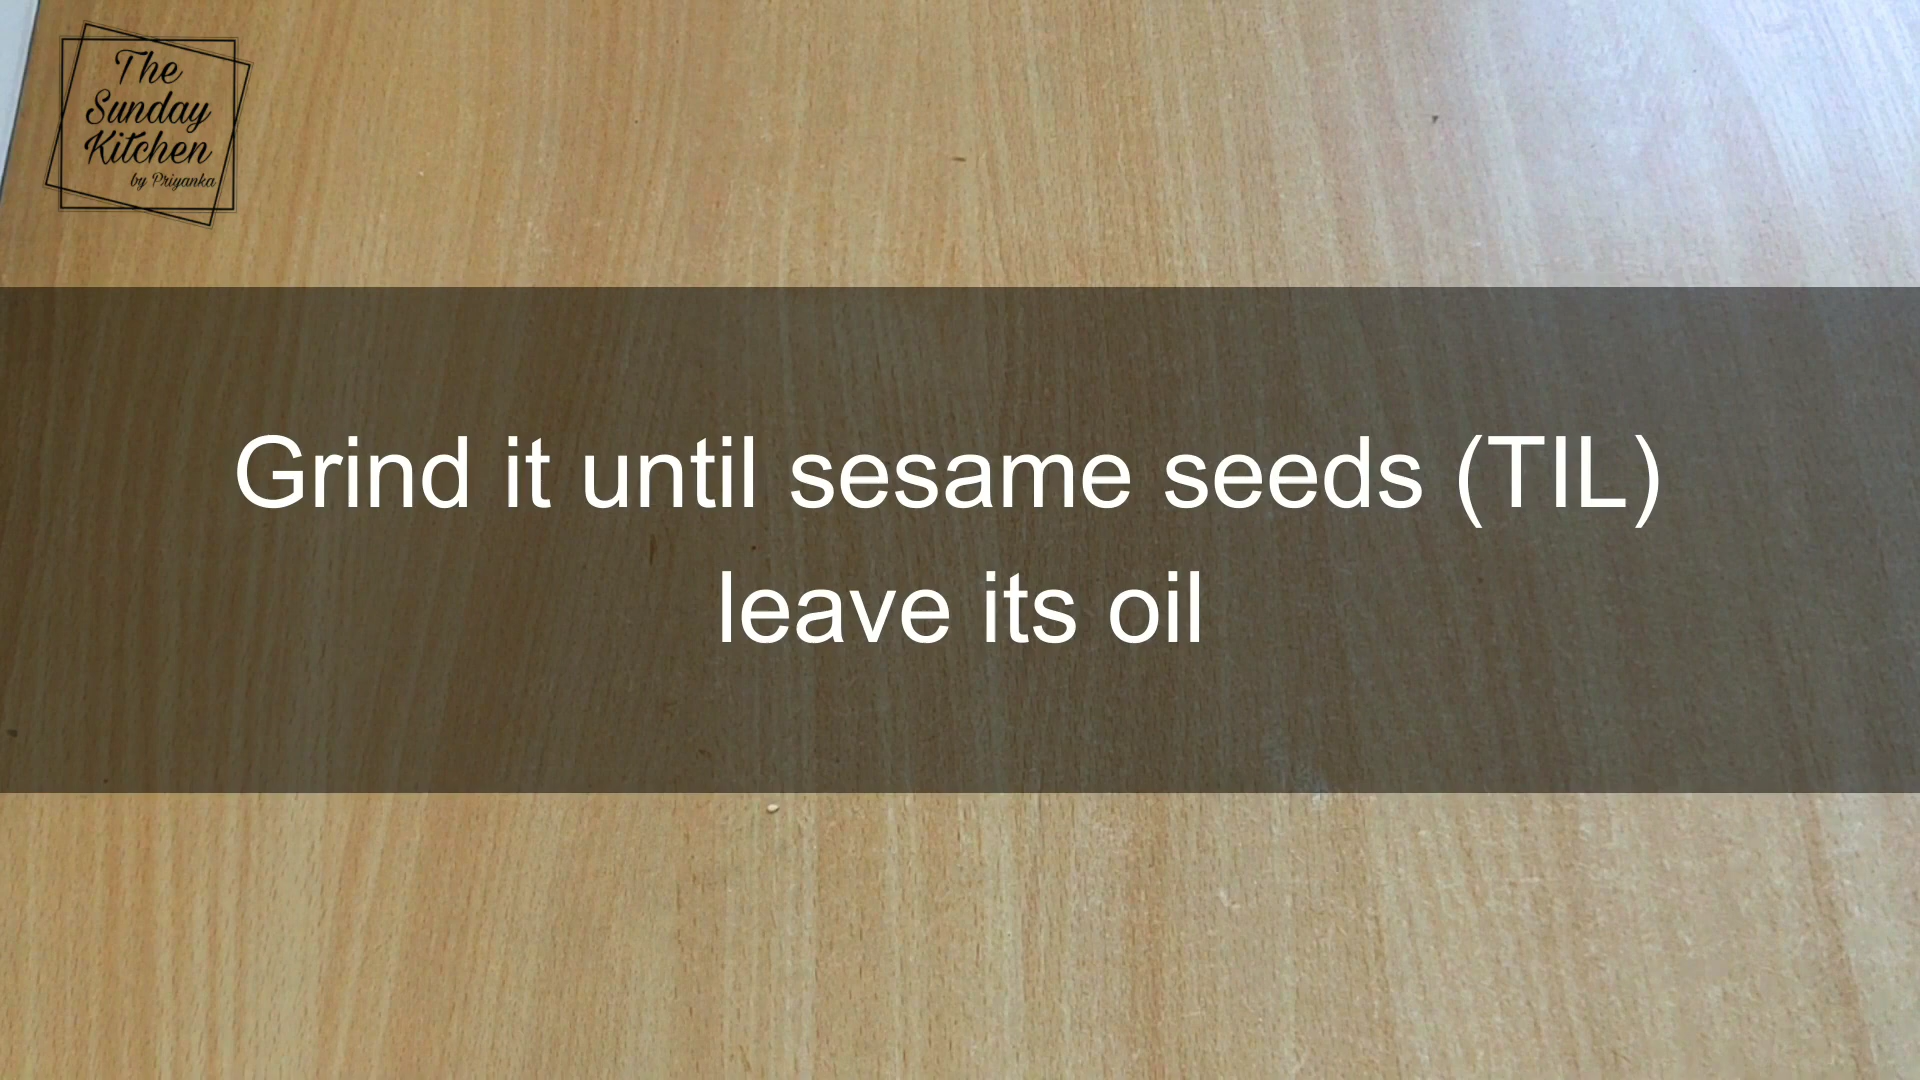 The
Sunday
Kitchen
by Priyanka
Grind it until sesame seeds (TIL)
leave its oil